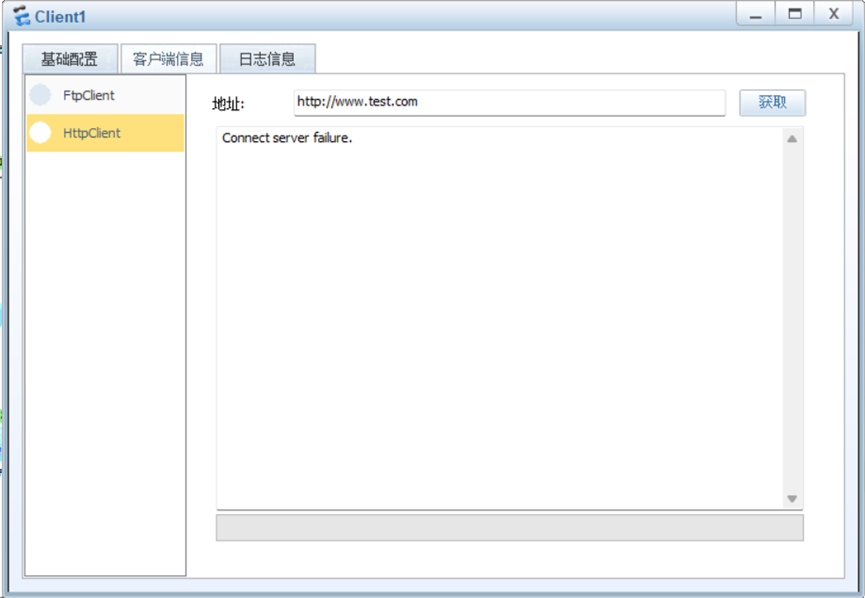 Client1
X
基础配置 客户端信息 日志信息
FtpClient
HttpClient
地址: http://www.test.com 获取
Connect server failure.